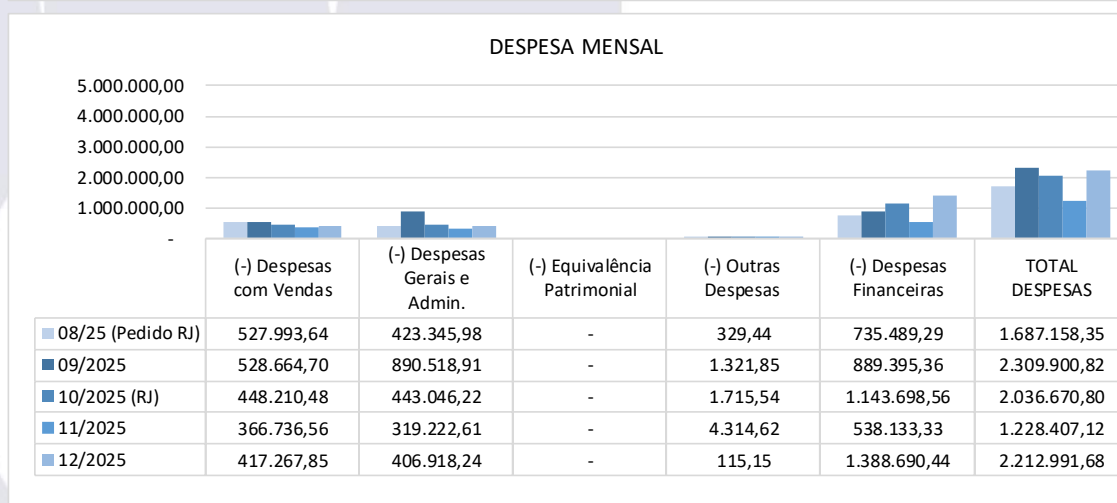 DESPESA MENSAL
5.000.000,00
4.000.000,00
3.000.000,00
2.000.000,00
1.000.000,00
-
(-) Despesas
com Vendas
(-) Despesas
Gerais e
Admin.
(-) Equivalência
Patrimonial
(-) Outras
Despesas
(-) Despesas
Financeiras
TOTAL
DESPESAS
08/25 (Pedido RJ) 527.993,64 423.345,98 - 329,44 735.489,29 1.687.158,35
09/2025 528.664,70 890.518,91 - 1.321,85 889.395,36 2.309.900,82
10/2025 (RJ) 448.210,48 443.046,22 - 1.715,54 1.143.698,56 2.036.670,80
11/2025 366.736,56 319.222,61 - 4.314,62 538.133,33 1.228.407,12
12/2025 417.267,85 406.918,24 - 115,15 1.388.690,44 2.212.991,68